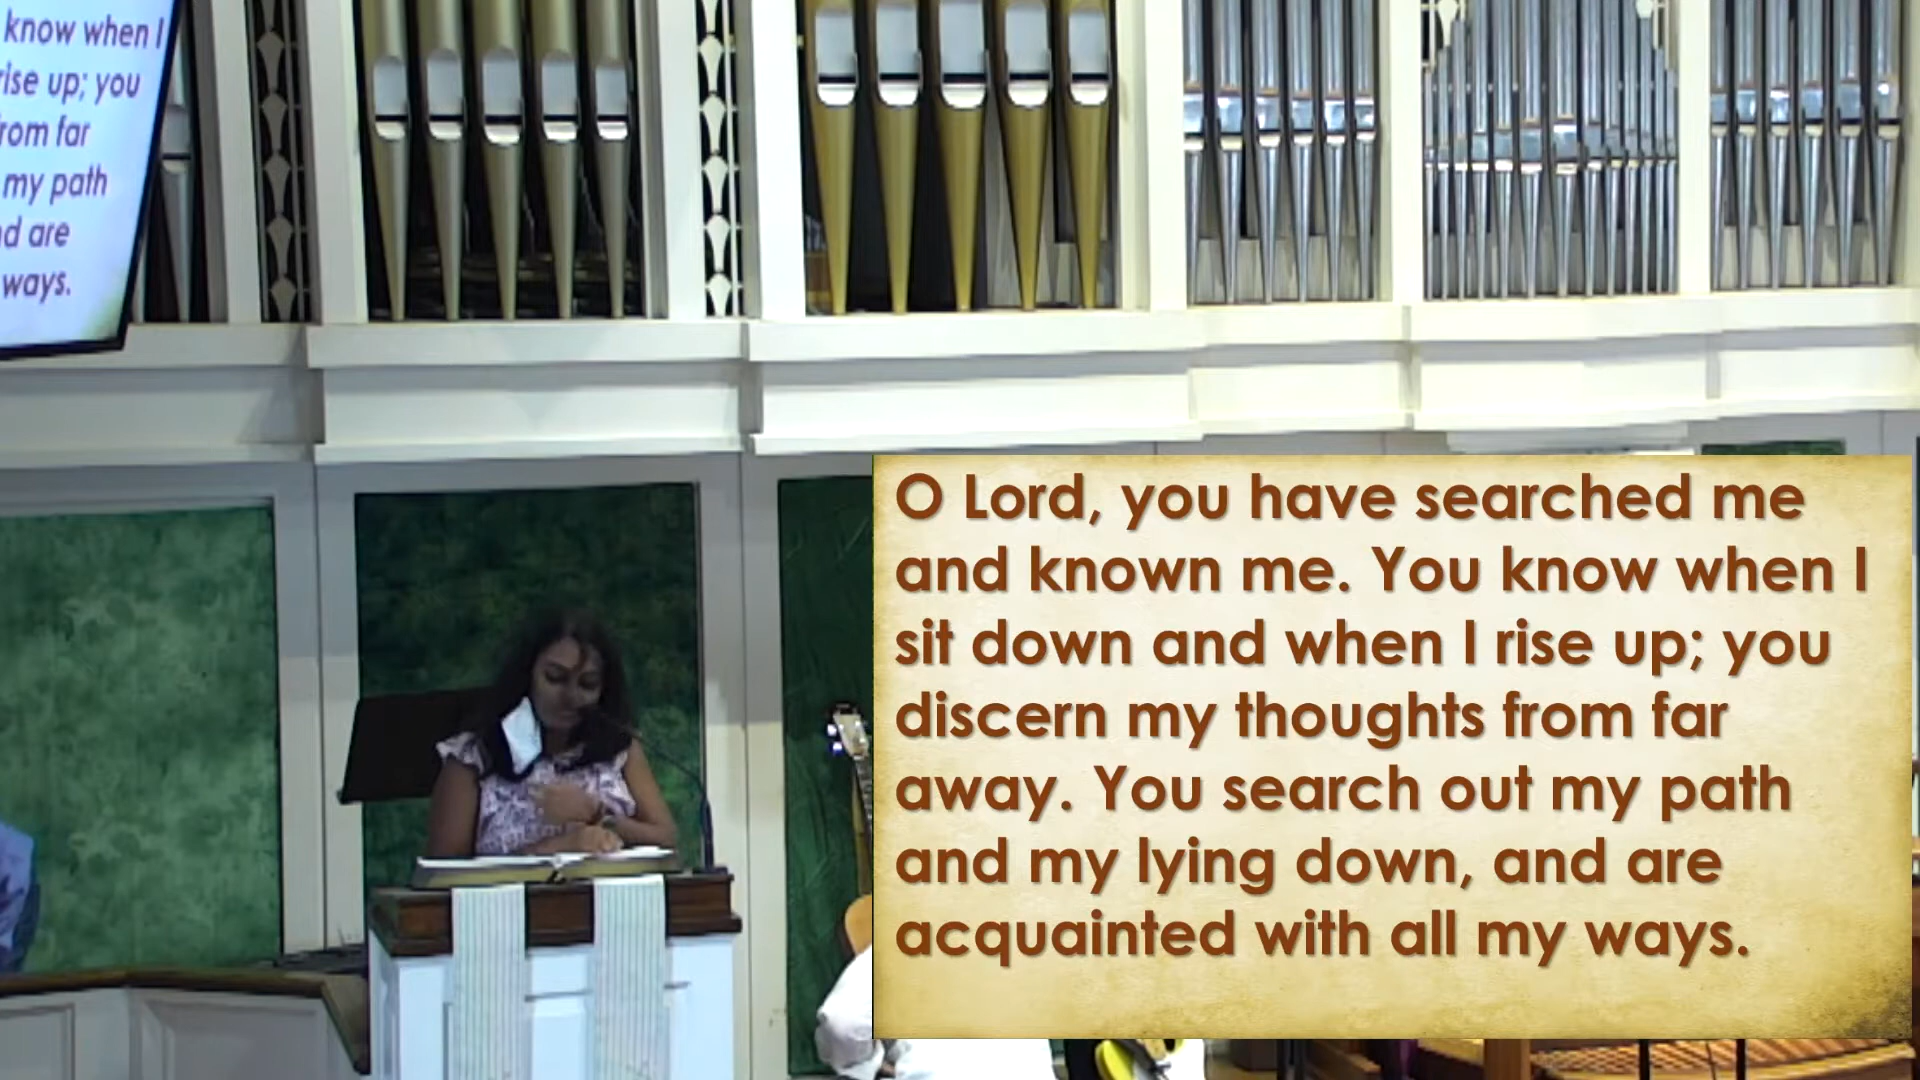 know when I
rise up; you
from far
my path
and are
ways.
O Lord, you have searched me
and known me. You know when I
sit down and when I rise up; you
discern my thoughts from far
away. You search out my path
and my lying down, and are
acquainted with all my ways.